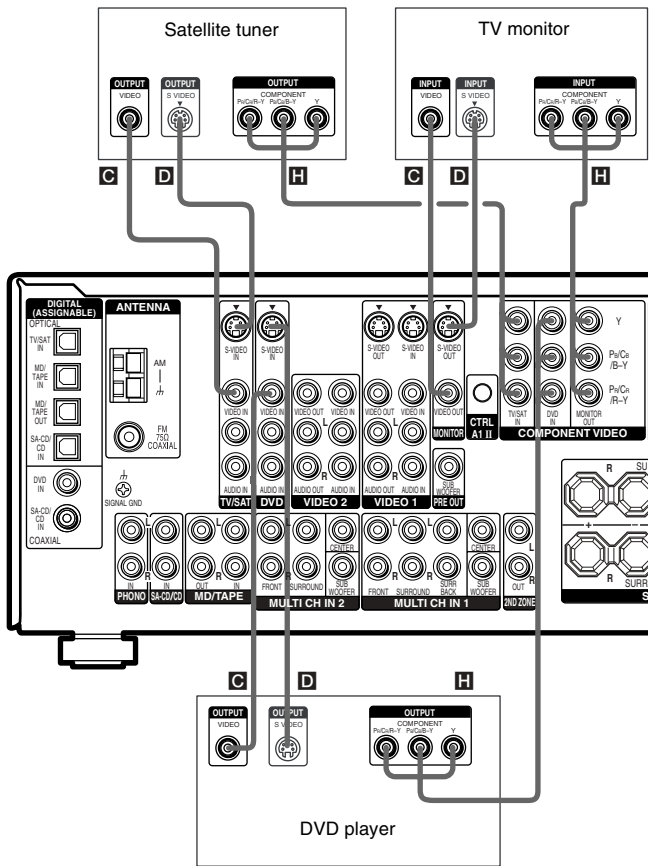 Satellite tuner
TV monitor
OUTPUT
VIDEO
OUTPUT
S VIDEO
OUTPUT
COMPONENT
PR/CR/R–Y PB/CB/B–Y Y
INPUT
VIDEO
INPUT
S VIDEO
INPUT
COMPONENT
PR/CR/R–Y PB/CB/B–Y Y
C D H C D H
DIGITAL
(ASSIGNABLE)
OPTICAL
TV/SAT
IN
MD/
TAPE
IN
MD/
TAPE
OUT
SA-CD/
CD
IN
DVD
IN
SA-CD/
CD
IN
COAXIAL
ANTENNA
AM
FM
75Ω
COAXIAL
SIGNAL GND
S-VIDEO
IN
VIDEO IN
AUDIO IN
TV/SAT
S-VIDEO
IN
VIDEO IN
AUDIO IN
DVD
VIDEO OUT VIDEO IN
L
R
AUDIO OUT AUDIO IN
VIDEO 2
S-VIDEO
OUT
S-VIDEO
IN
VIDEO OUT VIDEO IN
L
R
AUDIO OUT AUDIO IN
VIDEO 1
S-VIDEO
OUT
VIDEO OUT
MONITOR
SUB
WOOFER
PRE OUT
CTRL
A1 II
Y
PB/CB
/B–Y
PR/CR
/R–Y
TV/SAT
IN
DVD
IN
MONITOR
OUT
COMPONENT VIDEO
R SU
+ –
R SURR
S
L
R
IN
PHONO
L
R
IN
SA-CD/CD
L
R
OUT IN
MD/TAPE
L
R
CENTER
FRONT SURROUND SUB
WOOFER
MULTI CH IN 2
L L
R R
CENTER
FRONT SURROUND SURR
BACK
SUB
WOOFER
MULTI CH IN 1
L
R
OUT
2ND ZONE
C D H
OUTPUT
VIDEO
OUTPUT
S VIDEO
OUTPUT
COMPONENT
PR/CR/R–Y PB/CB/B–Y Y
DVD player